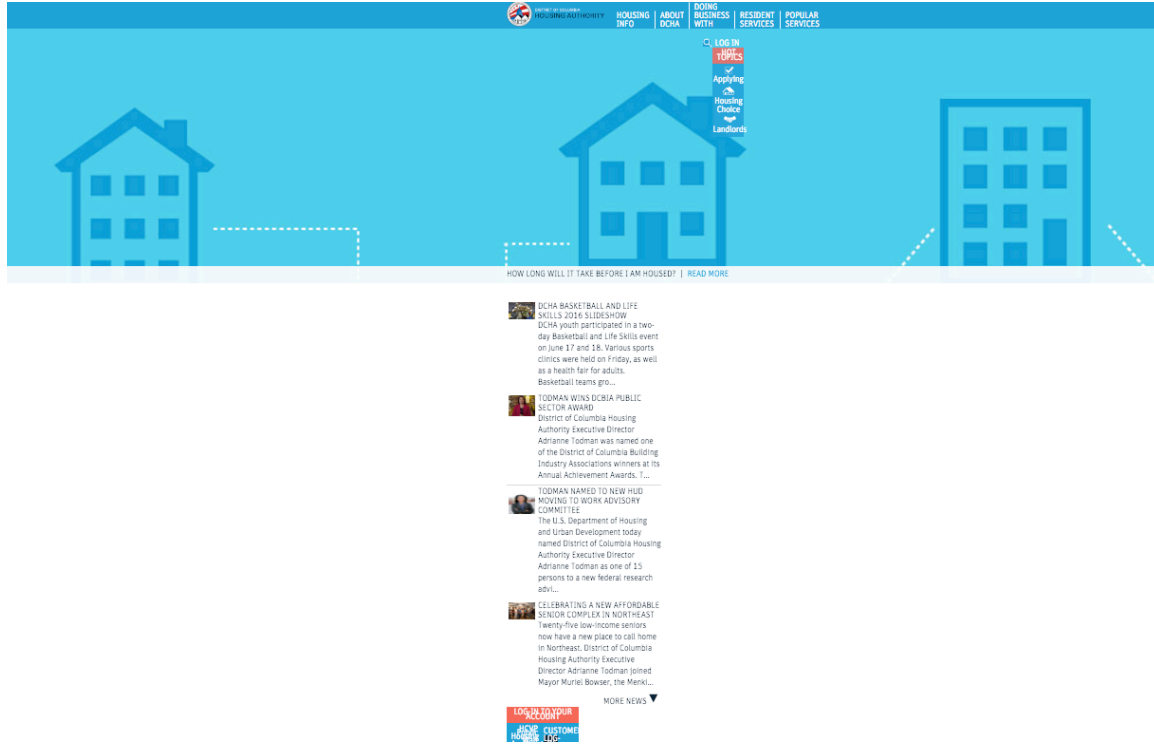 DISTRICT OF COLUMBIA
HOUSING AUTHORITY
HOUSING
INFO
ABOUT
DCHA
DOING
BUSINESS
WITH
RESIDENT
SERVICES
POPULAR
SERVICES
LOG IN
HOT
TOPICS
Applying
Housing
Choice
Landlords
HOW LONG WILL IT TAKE BEFORE I AM HOUSED? | READ MORE
DCHA BASKETBALL AND LIFE
SKILLS 2016 SLIDESHOW
DCHA youth participated in a two-
day Basketball and Life Skills event
on June 17 and 18. Various sports
clinics were held on Friday, as well
as a health fair for adults.
Basketball teams gro...
TODMAN WINS DCBIA PUBLIC
SECTOR AWARD
District of Columbia Housing
Authority Executive Director
Adrianne Todman was named one
of the District of Columbia Building
Industry Associations winners at its
Annual Achievement Awards. T...
TODMAN NAMED TO NEW HUD
MOVING TO WORK ADVISORY
COMMITTEE
The U.S. Department of Housing
and Urban Development today
named District of Columbia Housing
Authority Executive Director
Adrianne Todman as one of 15
persons to a new federal research
advi...
CELEBRATING A NEW AFFORDABLE
SENIOR COMPLEX IN NORTHEAST
Twenty-five low-income seniors
now have a new place to call home
in Northeast. District of Columbia
Housing Authority Executive
Director Adrianne Todman joined
Mayor Muriel Bowser, the Menki...
MORE NEWS
LOG IN TO YOUR
ACCOUNT
HCVP
CUSTOME
LOG-